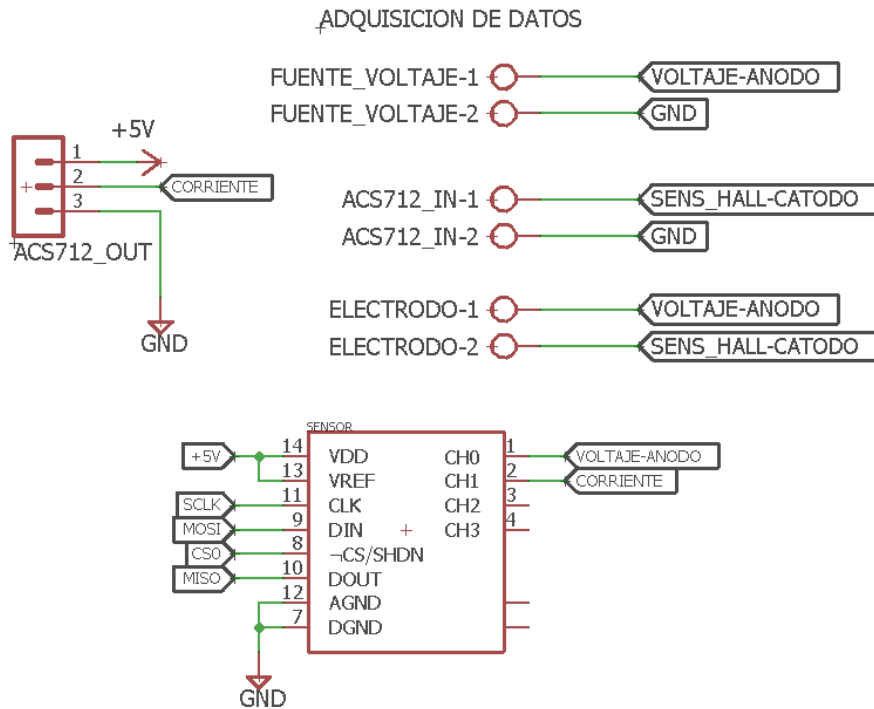 ADQUISICION DE DATOS
FUENTE_VOLTAJE-1 VOLTAJE-ANODO
FUENTE_VOLTAJE-2 GND
+5V
1
2 CORRIENTE
3
ACS712_OUT
GND
ACS712_IN-1 SENS_HALL-CATODO
ACS712_IN-2 GND
ELECTRODO-1 VOLTAJE-ANODO
ELECTRODO-2 SENS_HALL-CATODO
SENSOR
+5V 14 VDD CH0 1 VOLTAJE-ANODO
13 VREF CH1 2 CORRIENTE
SCLK 11 CLK CH2 3
MOSI 9 DIN CH3 4
CS0 8 ¬CS/SHDN
MISO 10 DOUT
12 AGND
7 DGND
GND